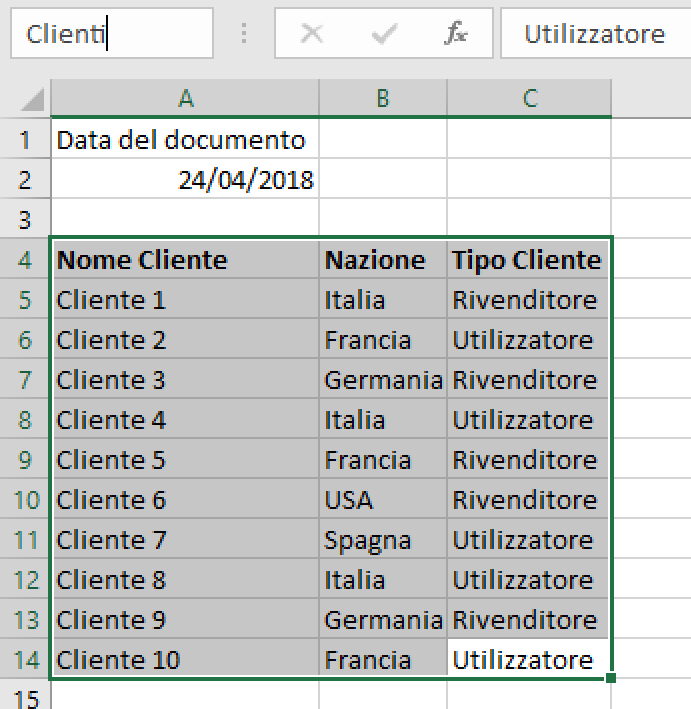 Clienti fx Utilizzatore
A B C
1 Data del documento
2 24/04/2018
3
4 Nome Cliente Nazione Tipo Cliente
5 Cliente 1 Italia Rivenditore
6 Cliente 2 Francia Utilizzatore
7 Cliente 3 Germania Rivenditore
8 Cliente 4 Italia Utilizzatore
9 Cliente 5 Francia Rivenditore
10 Cliente 6 USA Rivenditore
11 Cliente 7 Spagna Utilizzatore
12 Cliente 8 Italia Utilizzatore
13 Cliente 9 Germania Rivenditore
14 Cliente 10 Francia Utilizzatore
15